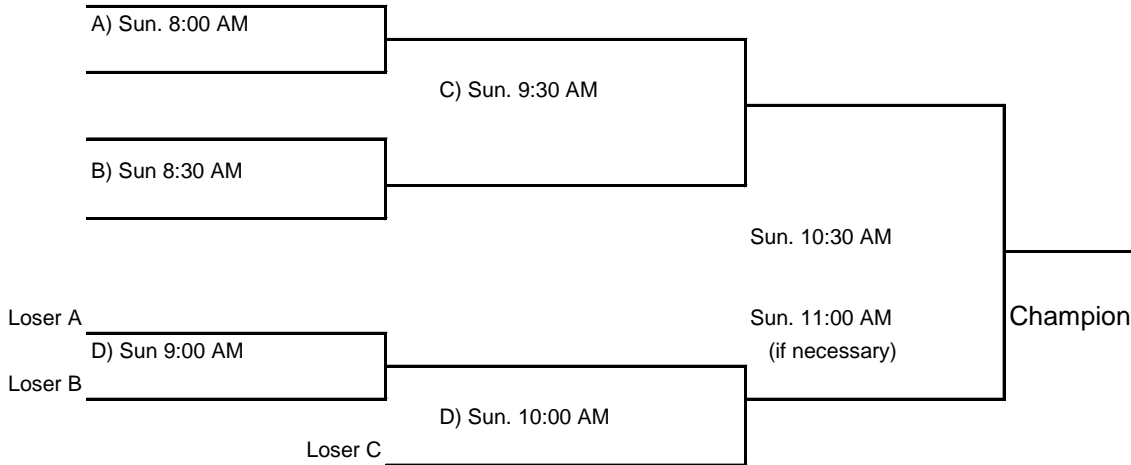 A) Sun. 8:00 AM
C) Sun. 9:30 AM
B) Sun 8:30 AM
Sun. 10:30 AM
Loser A
Sun. 11:00 AM
Champion
D) Sun 9:00 AM
(if necessary)
Loser B
D) Sun. 10:00 AM
Loser C